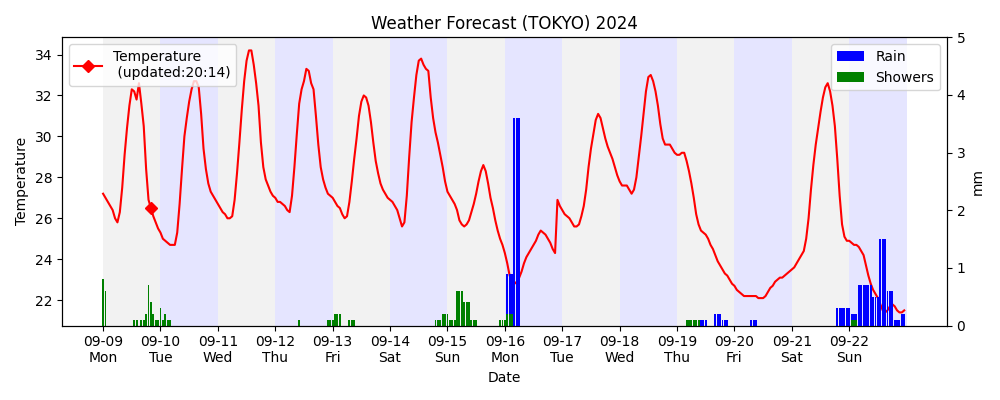 Weather Forecast (TOKYO) 2024
Temperature
(updated:20:14)
Rain
Showers
34
32
30
28
26
24
22
Temperature
5
4
3
2
1
0
mm
09-09 09-10 09-11 09-12 09-13 09-14 09-15 09-16 09-17 09-18 09-19 09-20 09-21 09-22
Mon Tue Wed Thu Fri Sat Sun Mon Tue Wed Thu Fri Sat Sun
Date